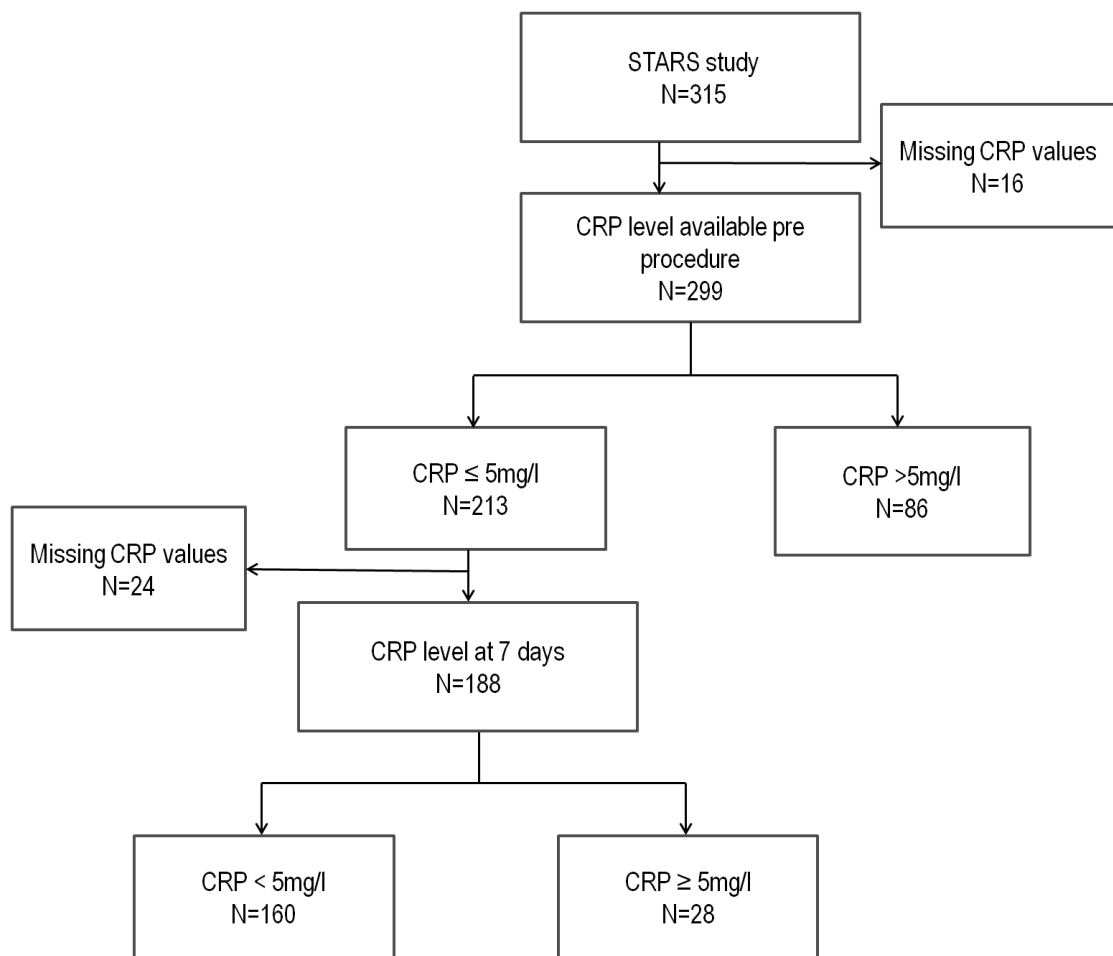 STARS study
N=315
Missing CRP values
N=16
CRP level available pre
procedure
N=299
CRP ≤ 5mg/l
N=213
CRP >5mg/l
N=86
Missing CRP values
N=24
CRP level at 7 days
N=188
CRP < 5mg/l
N=160
CRP ≥ 5mg/l
N=28